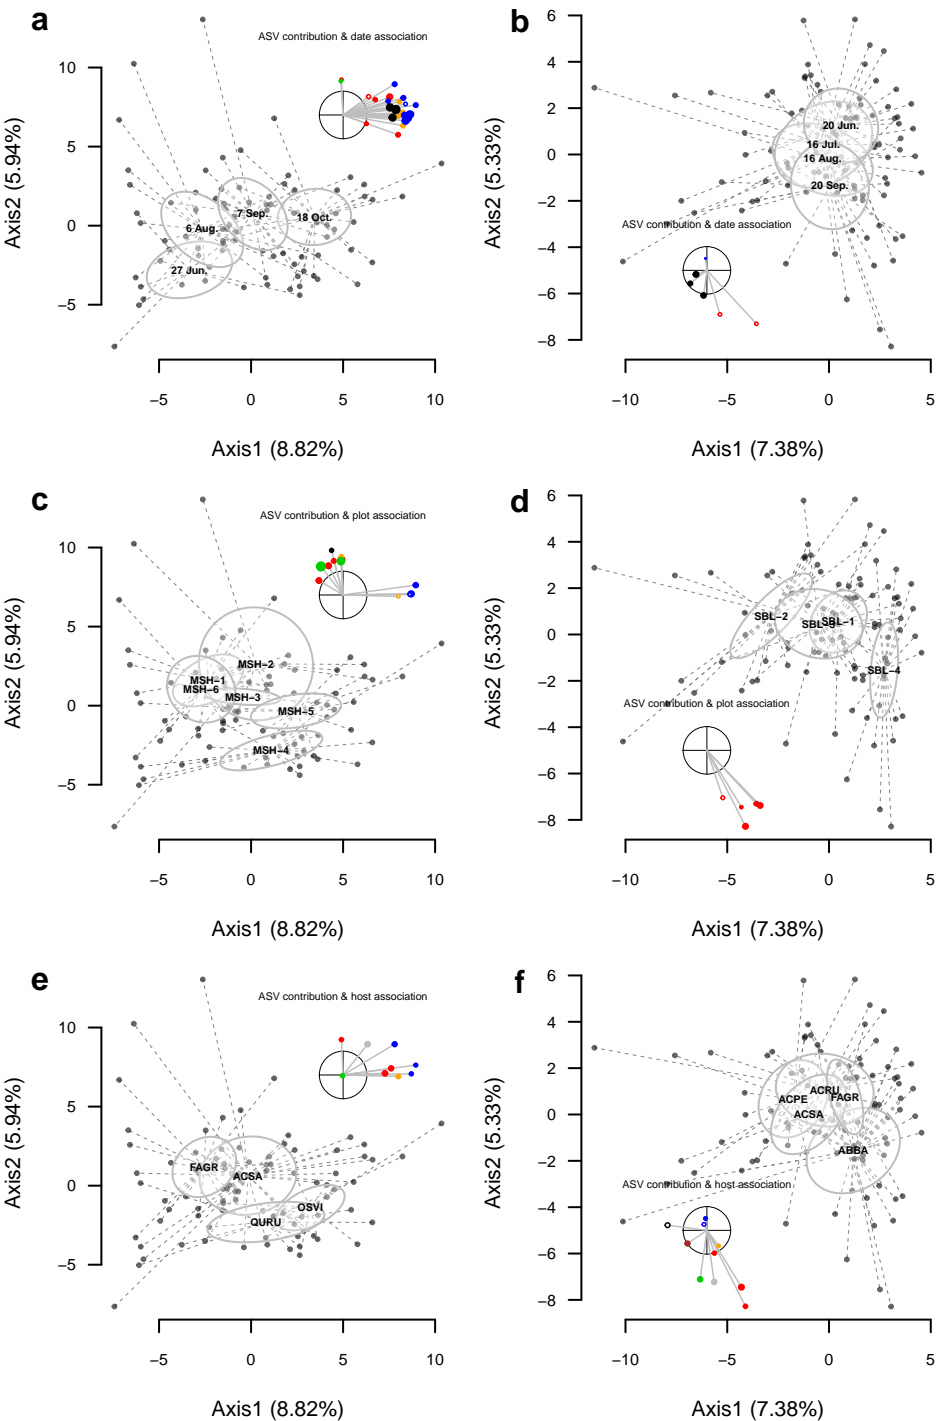 a
ASV contribution & date association
10
5
0
−5
Axis2 (5.94%)
7 Sep.
18 Oct.
6 Aug.
27 Jun.
−5
0
5
10
Axis1 (8.82%)
b
6
4
2
0
−2
−4
−6
−8
Axis2 (5.33%)
20 Jun.
16 Jul.
16 Aug.
20 Sep.
ASV contribution & date association
−10
−5
0
5
Axis1 (7.38%)
c
ASV contribution & plot association
10
5
0
−5
Axis2 (5.94%)
MSH−2
MSH−1
MSH−6
MSH−3
MSH−5
MSH−4
−5
0
5
10
Axis1 (8.82%)
d
6
4
2
0
−2
−4
−6
−8
Axis2 (5.33%)
SBL−2
SBL−3
SBL−1
SBL−4
ASV contribution & plot association
−10
−5
0
5
Axis1 (7.38%)
e
ASV contribution & host association
10
5
0
−5
Axis2 (5.94%)
FAGR
ACSA
OSVI
QURU
−5
0
5
10
Axis1 (8.82%)
f
6
4
2
0
−2
−4
−6
−8
Axis2 (5.33%)
ACRU
ACPE
FAGR
ACSA
ABBA
ASV contribution & host association
−10
−5
0
5
Axis1 (7.38%)